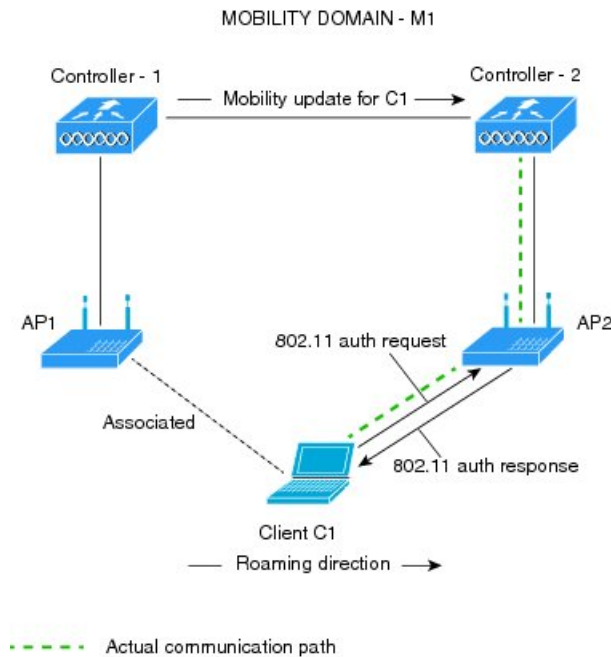 MOBILITY DOMAIN - M1
Controller - 1
Controller - 2
Mobility update for C1
AP1
AP2
802.11 auth request
Associated
802.11 auth response
Client C1
Roaming direction
Actual communication path